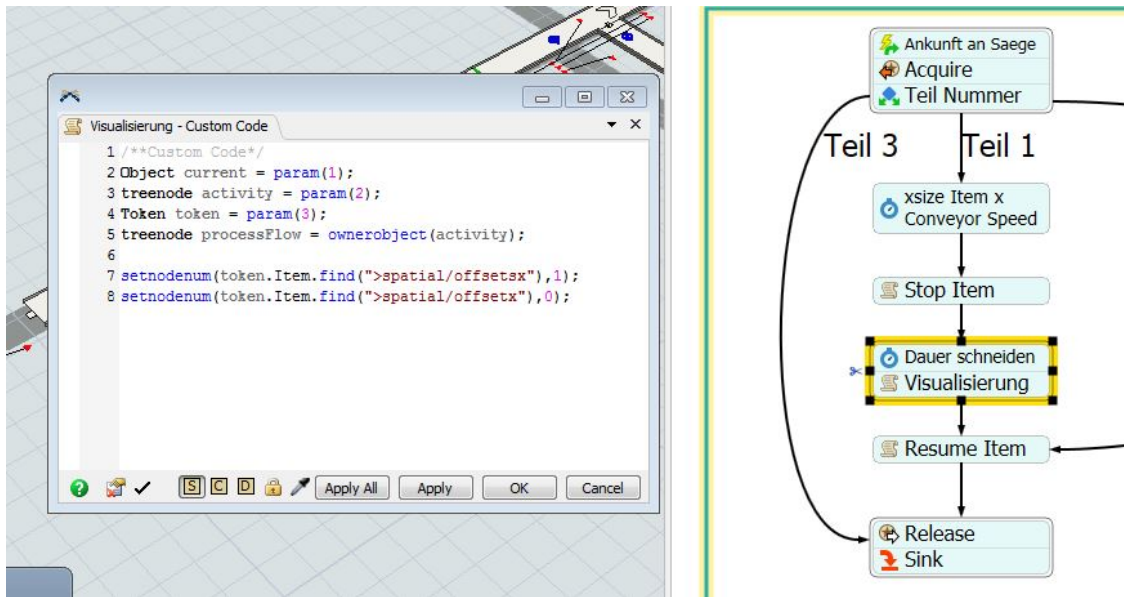 Visualisierung - Custom Code
1 /**Custom Code*/
2 Object current = param(1);
3 treenode activity = param(2);
4 Token token = param(3);
5 treenode processFlow = ownerobject(activity);
6
7 setnodenum(token.Item.find(">spatial/offsetsx"),1);
8 setnodenum(token.Item.find(">spatial/offsetx"),0);
S C D Apply All Apply OK Cancel
Ankunft an Saege
Acquire
Teil Nummer
Teil 3 Teil 1
xsize Item x
Conveyor Speed
Stop Item
Dauer schneiden
Visualisierung
Resume Item
Release
Sink